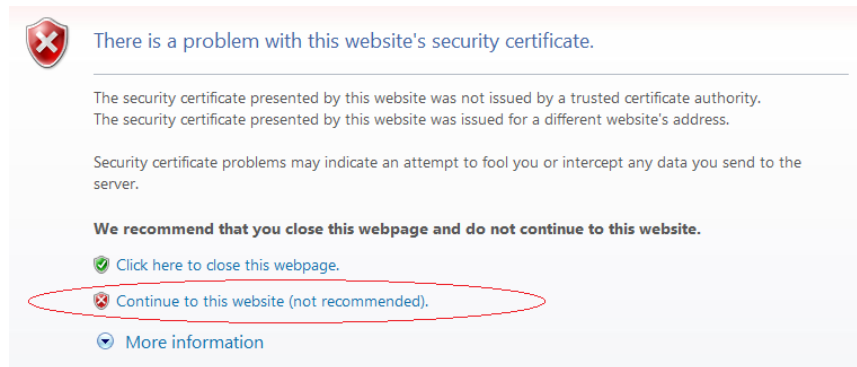 There is a problem with this website's security certificate.
The security certificate presented by this website was not issued by a trusted certificate authority.
The security certificate presented by this website was issued for a different website's address.
Security certificate problems may indicate an attempt to fool you or intercept any data you send to the
server.
We recommend that you close this webpage and do not continue to this website.
Click here to close this webpage.
Continue to this website (not recommended).
More information